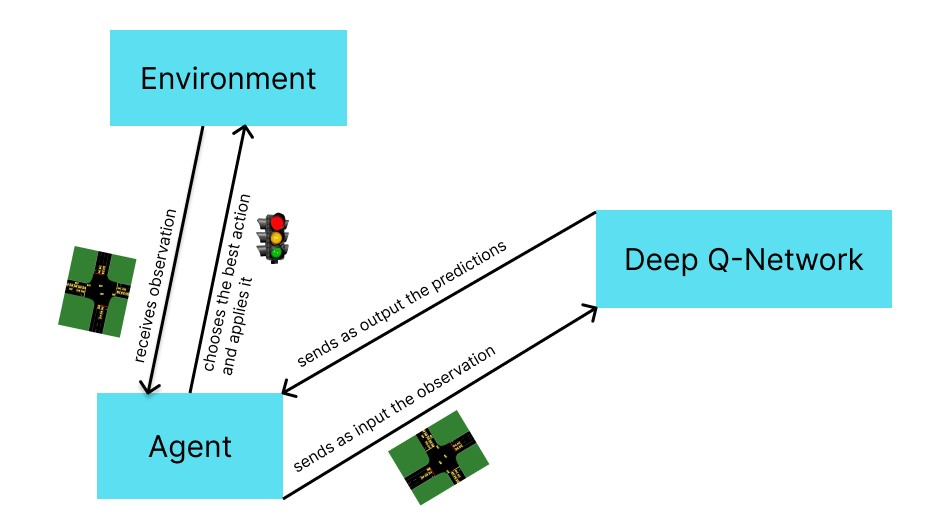 Environment
receives observation
chooses the best action
and applies it
Deep Q-Network
sends as output the predictions
sends as input the observation
Agent